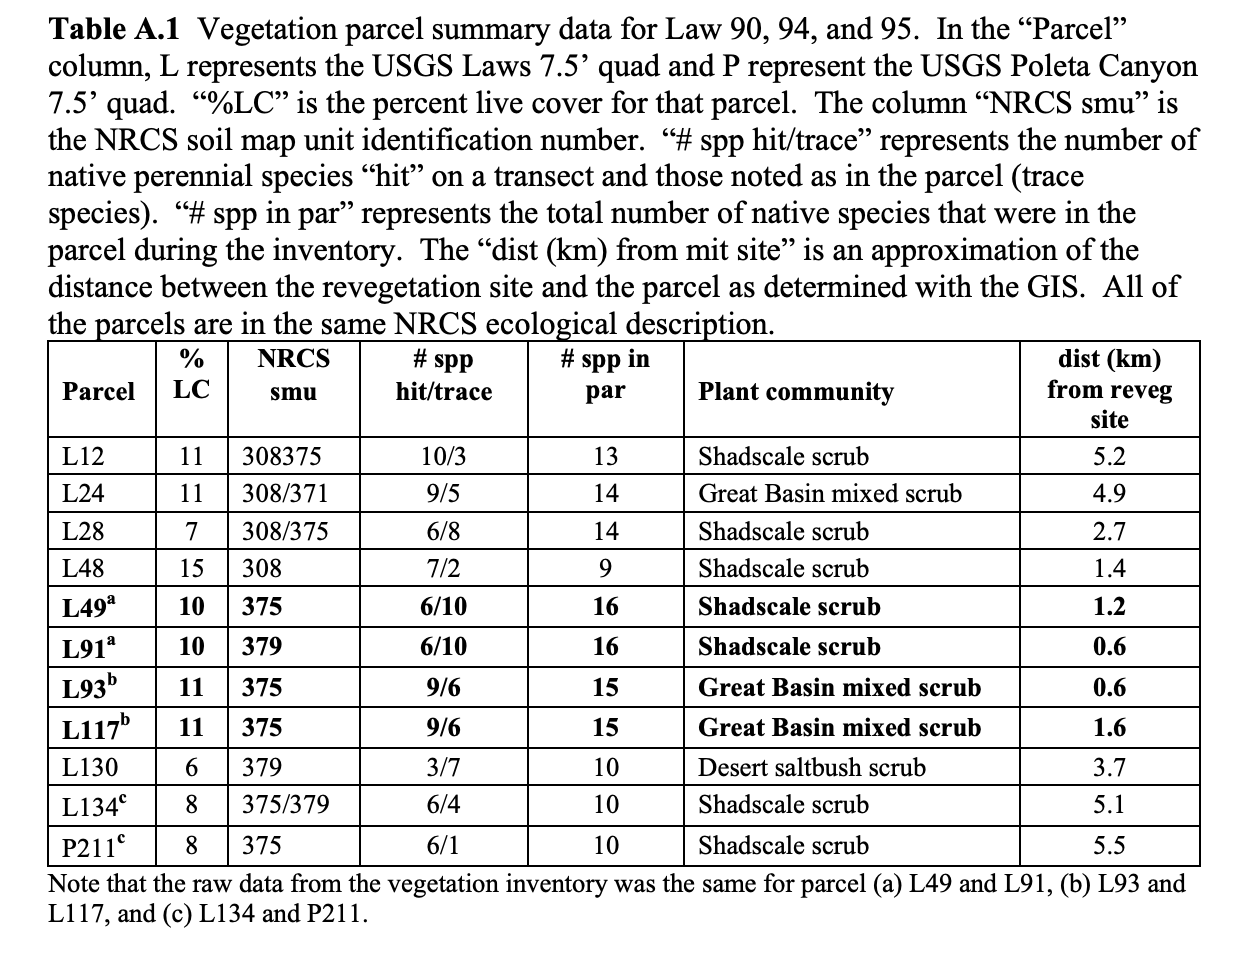 Table A.1 Vegetation parcel summary data for Law 90, 94, and 95. In the “Parcel”
column, L represents the USGS Laws 7.5’ quad and P represent the USGS Poleta Canyon
7.5’ quad. “%LC” is the percent live cover for that parcel. The column “NRCS smu” is
the NRCS soil map unit identification number. “# spp hit/trace” represents the number of
native perennial species “hit” on a transect and those noted as in the parcel (trace
species). “# spp in par” represents the total number of native species that were in the
parcel during the inventory. The “dist (km) from mit site” is an approximation of the
distance between the revegetation site and the parcel as determined with the GIS. All of
the parcels are in the same NRCS ecological description.
Parcel % LC NRCS smu # spp hit/trace # spp in par Plant community dist (km) from reveg site
L12 11 308375 10/3 13 Shadscale scrub 5.2
L24 11 308/371 9/5 14 Great Basin mixed scrub 4.9
L28 7 308/375 6/8 14 Shadscale scrub 2.7
L48 15 308 7/2 9 Shadscale scrub 1.4
L49ᵃ 10 375 6/10 16 Shadscale scrub 1.2
L91ᵃ 10 379 6/10 16 Shadscale scrub 0.6
L93ᵇ 11 375 9/6 15 Great Basin mixed scrub 0.6
L117ᵇ 11 375 9/6 15 Great Basin mixed scrub 1.6
L130 6 379 3/7 10 Desert saltbush scrub 3.7
L134ᶜ 8 375/379 6/4 10 Shadscale scrub 5.1
P211ᶜ 8 375 6/1 10 Shadscale scrub 5.5
Note that the raw data from the vegetation inventory was the same for parcel (a) L49 and L91, (b) L93 and
L117, and (c) L134 and P211.